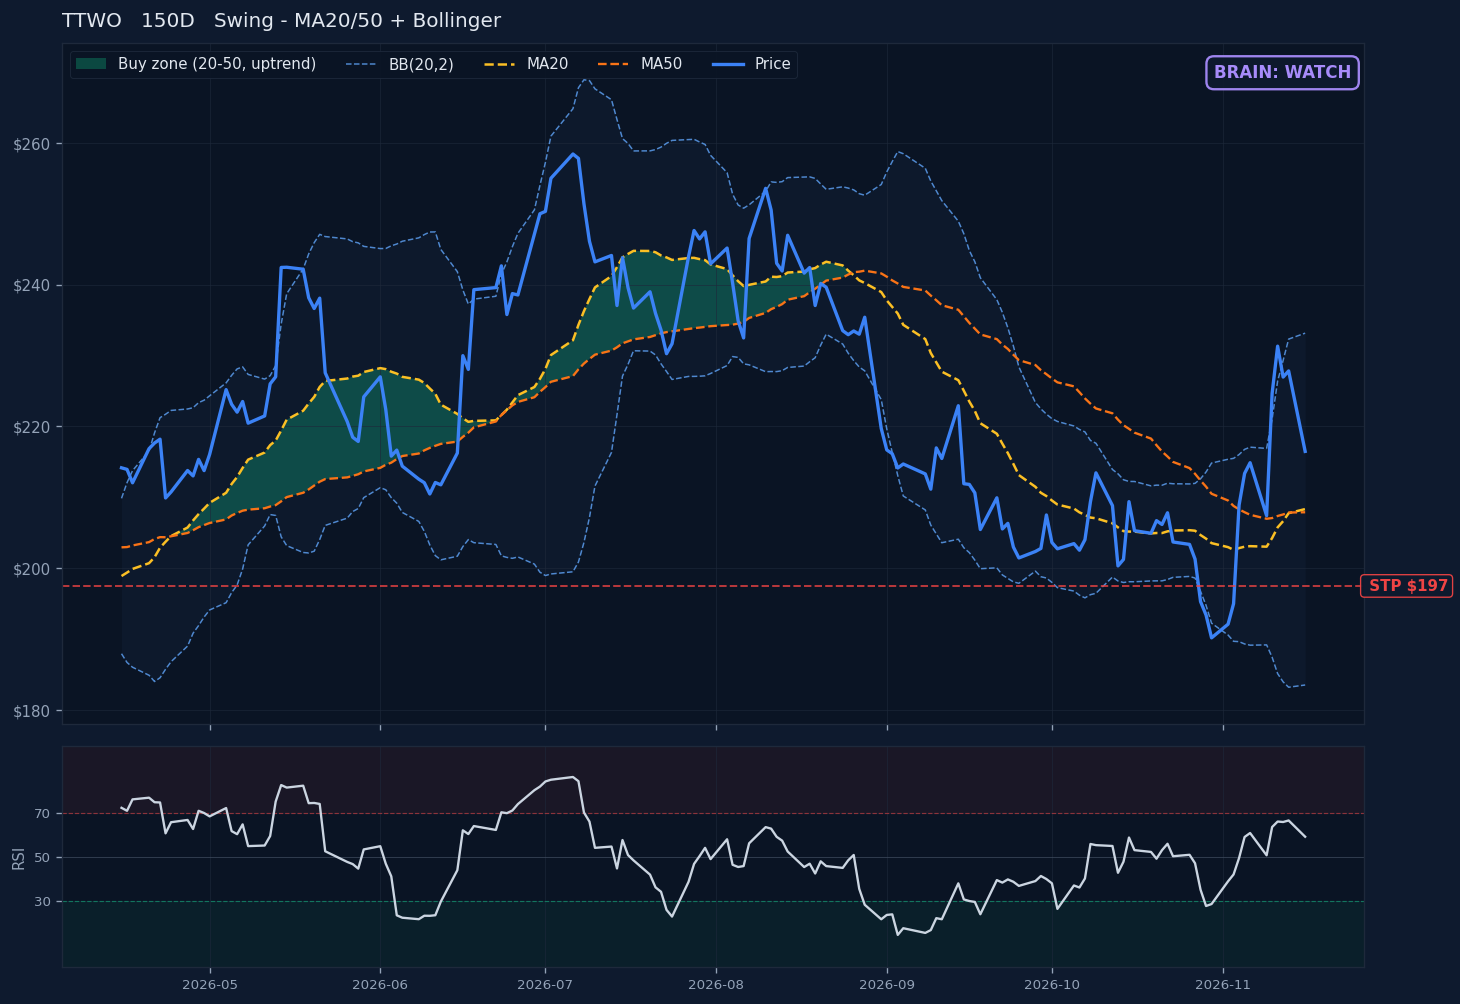 TTWO   150D   Swing - MA20/50 + Bollinger
Buy zone (20-50, uptrend)   BB(20,2)   MA20   MA50   Price
BRAIN: WATCH
$260
$240
$220
$200
STP $197
$180
70
50
30
RSI
2026-05   2026-06   2026-07   2026-08   2026-09   2026-10   2026-11